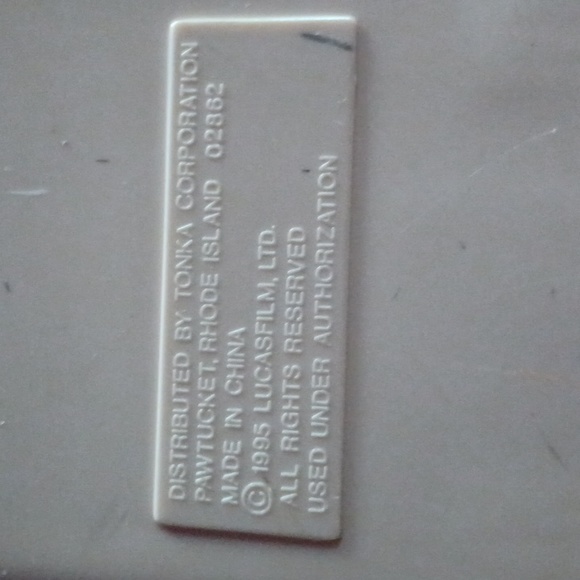 DISTRIBUTED BY TONKA CORPORATION
PAWTUCKET, RHODE ISLAND 02862
MADE IN CHINA
© 1995 LUCASFILM, LTD.
ALL RIGHTS RESERVED
USED UNDER AUTHORIZATION